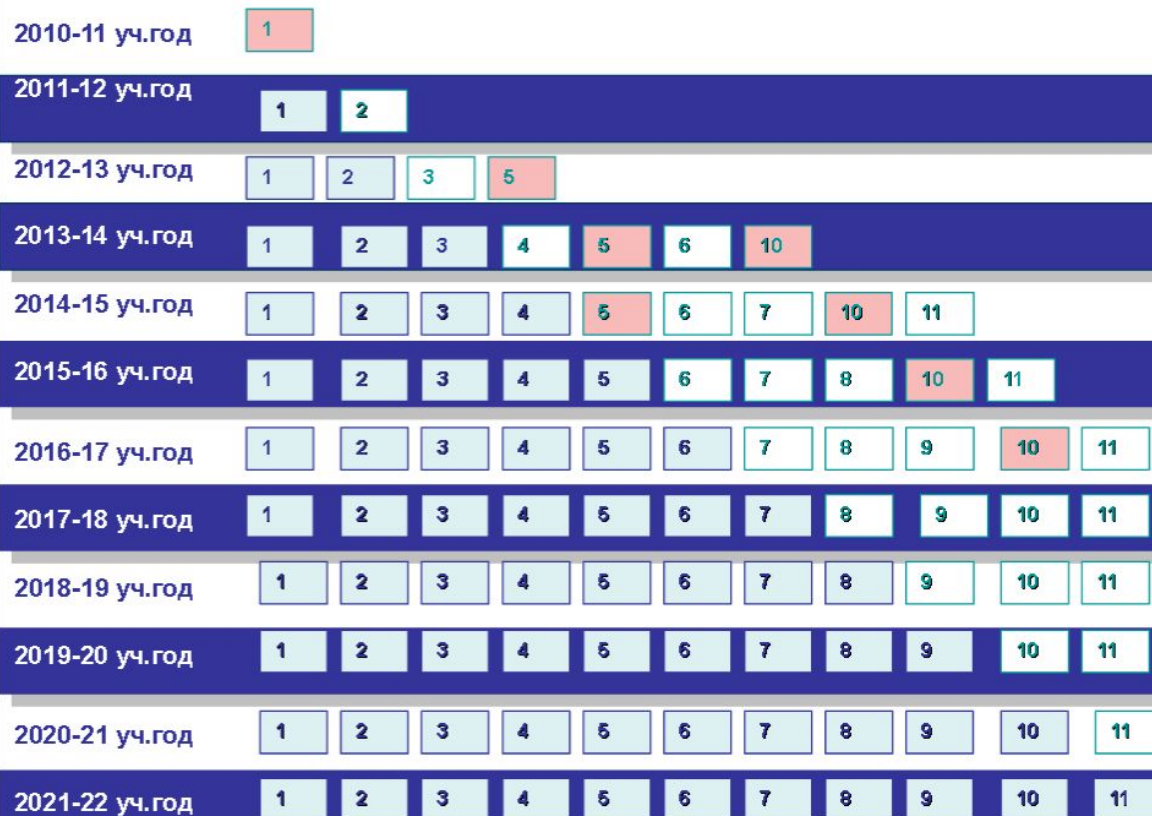 2010-11 уч.год 1
2011-12 уч.год 1 2
2012-13 уч.год 1 2 3 5
2013-14 уч.год 1 2 3 4 5 6 10
2014-15 уч.год 1 2 3 4 5 6 7 10 11
2015-16 уч.год 1 2 3 4 5 6 7 8 10 11
2016-17 уч.год 1 2 3 4 5 6 7 8 9 10 11
2017-18 уч.год 1 2 3 4 5 6 7 8 9 10 11
2018-19 уч.год 1 2 3 4 5 6 7 8 9 10 11
2019-20 уч.год 1 2 3 4 5 6 7 8 9 10 11
2020-21 уч.год 1 2 3 4 5 6 7 8 9 10 11
2021-22 уч.год 1 2 3 4 5 6 7 8 9 10 11